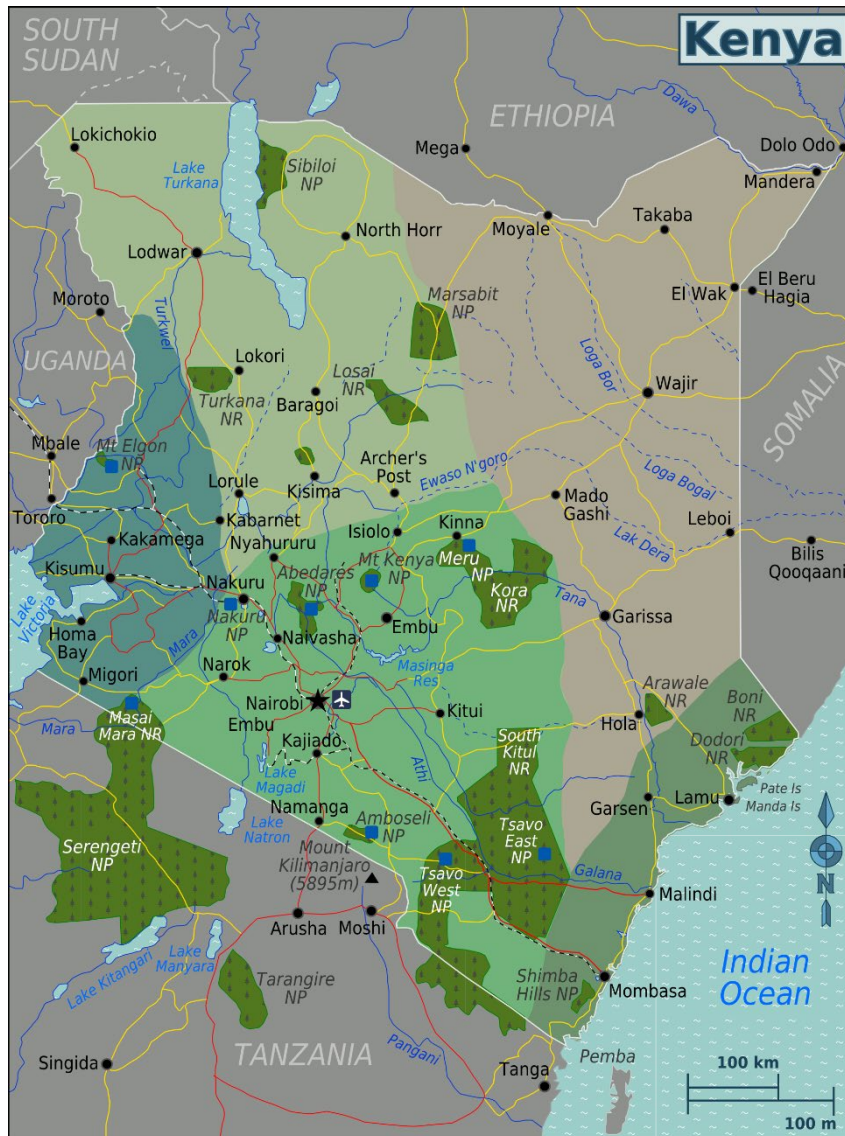 SOUTH
SUDAN
Kenya
ETHIOPIA
Dawa
Lokichokio
Mega
Dolo Odo
Lake
Turkana
Sibiloi
NP
Mandera
Lodwar
North Horr
Moyale
Takaba
Moroto
Turkwel
Marsabit
NP
El Wak
El Beru
Hagia
UGANDA
Loga Bor
SOMALIA
Lokori
Turkana
NR
Losai
NR
Baragoi
Wajir
Mbale
Mt Elgon
NP
Archer's
Post
Ewaso N'goro
Loga Bogal
Tororo
Lorule
Kisima
Mado
Gashi
Kabarnet
Leboi
Kakamega
Nyahururu
Isiolo
Kinna
Lak Dera
Bilis
Qooqaani
Kisumu
Nakuru
Abedares
NP
Mt Kenya
NP
Meru
NP
Kora
NR
Tana
Lake
Victoria
Nakuru
NP
Embu
Garissa
Homa
Bay
Mara
Naivasha
Migori
Narok
Masinga
Res
Arawale
NR
Boni
NR
Nairobi
Masai
Mara NR
Mara
Embu
Kitui
Hola
Dodori
NR
Kajiado
South
Kitul
NR
Athi
Lake
Magadi
Pate Is
Manda Is
Namanga
Garsen
Lamu
Lake
Natron
Amboseli
NP
Serengeti
NP
Mount
Kilimanjaro
(5895m)
Tsavo
East
NP
Tsavo
West
NP
Galana
N
Malindi
Arusha
Moshi
Lake
Manyara
Lake Kitangari
Tarangire
NP
Shimba
Hills NP
Mombasa
Indian
Ocean
TANZANIA
Pangani
Singida
Tanga
Pemba
100 km
100 m